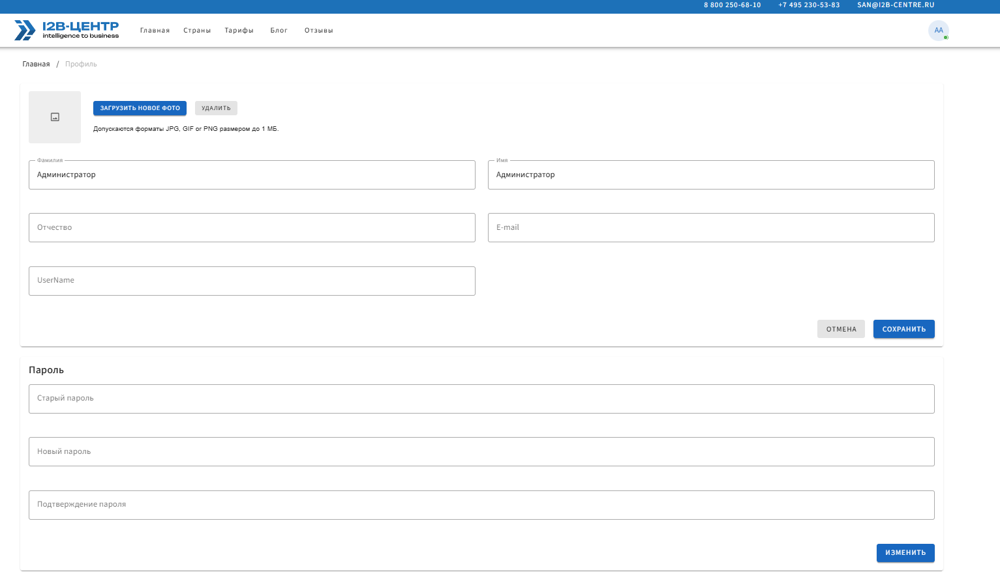 8 800 250-68-10 +7 495 230-53-83 SAN@I2B-CENTRE.RU
I2B-ЦЕНТР
intelligence to business
Главная Страны Тарифы Блог Отзывы
AA
Главная / Профиль
ЗАГРУЗИТЬ НОВОЕ ФОТО УДАЛИТЬ
Допускаются форматы JPG, GIF or PNG размером до 1 МБ.
Фамилия Имя
Администратор Администратор
Отчество E-mail
UserName
ОТМЕНА СОХРАНИТЬ
Пароль
Старый пароль
Новый пароль
Подтверждение пароля
ИЗМЕНИТЬ